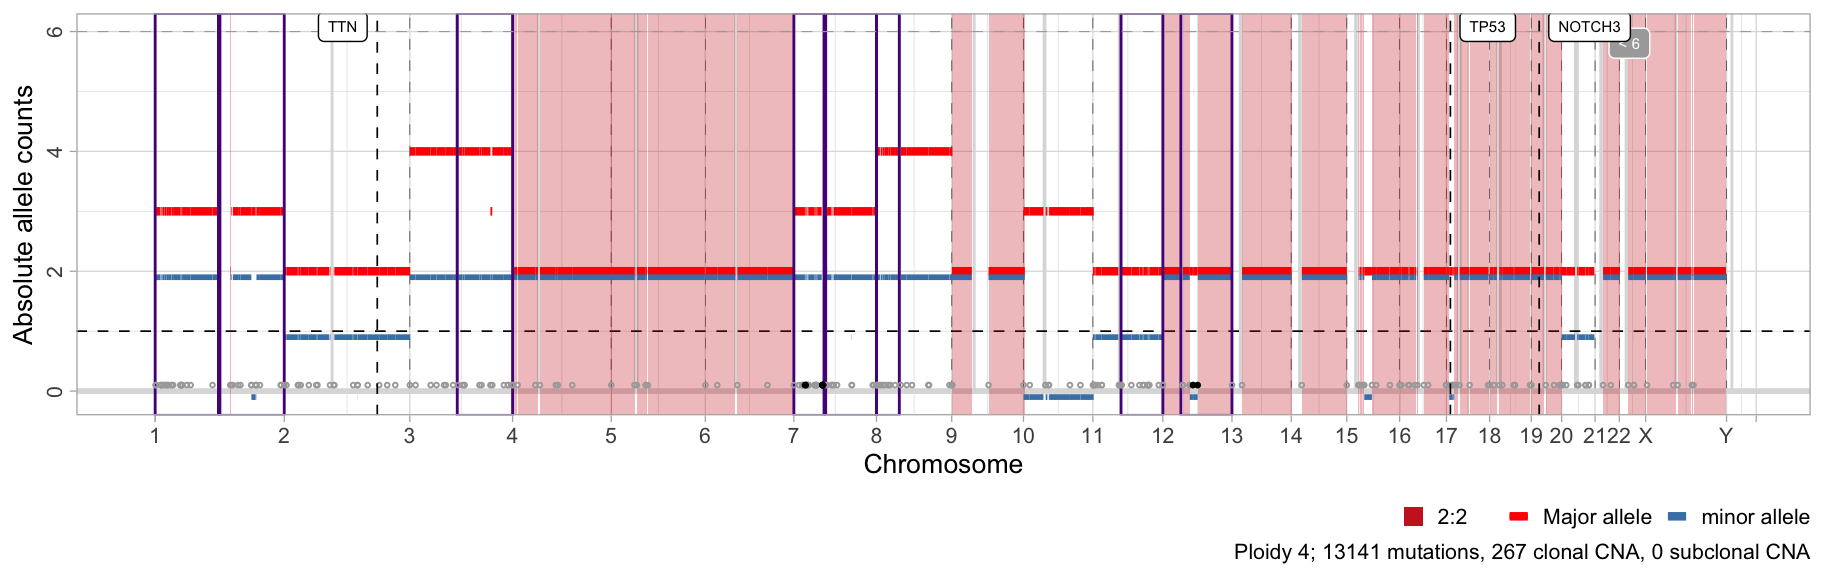 TTN
TP53
NOTCH3
< 6
Absolute allele counts
6
4
2
0
1 2 3 4 5 6 7 8 9 10 11 12 13 14 15 16 17 18 19 20 21 22 X Y
Chromosome
2:2 Major allele minor allele
Ploidy 4; 13141 mutations, 267 clonal CNA, 0 subclonal CNA